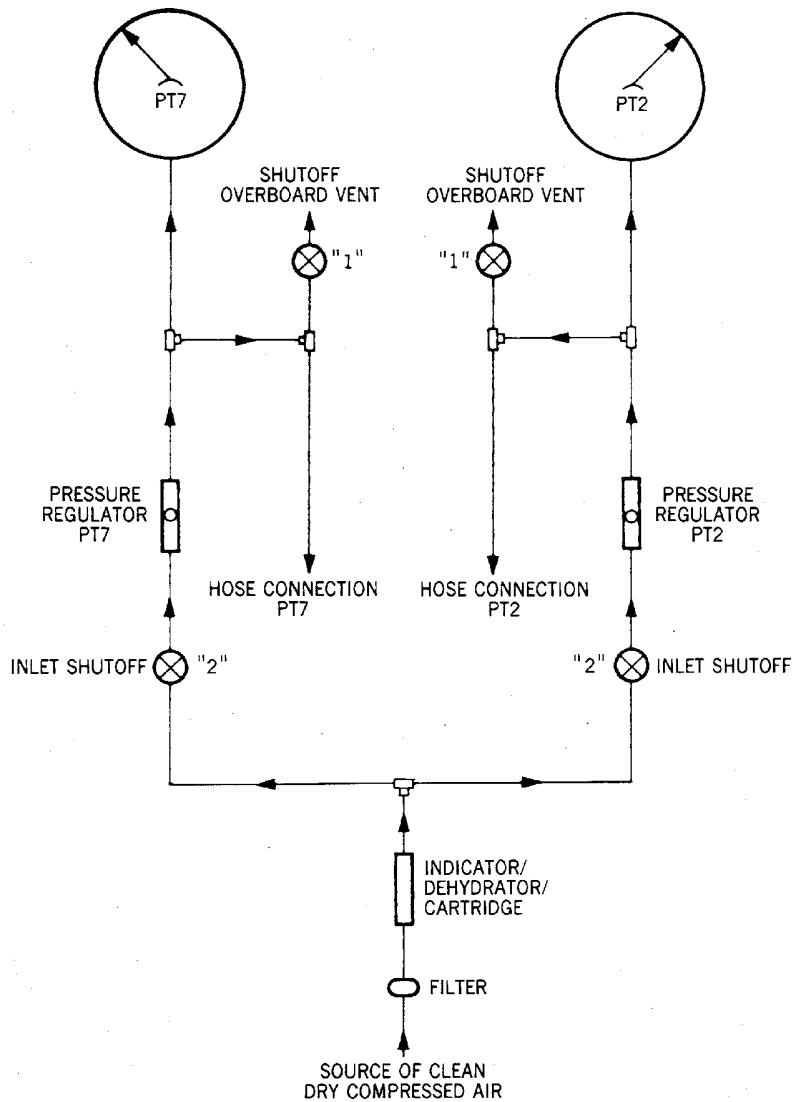 PT7
PT2
SHUTOFF
OVERBOARD VENT
SHUTOFF
OVERBOARD VENT
"1"
"1"
PRESSURE
REGULATOR
PT7
PRESSURE
REGULATOR
PT2
HOSE CONNECTION
PT7
HOSE CONNECTION
PT2
INLET SHUTOFF
"2"
"2"
INLET SHUTOFF
INDICATOR/
DEHYDRATOR/
CARTRIDGE
FILTER
SOURCE OF CLEAN
DRY COMPRESSED AIR